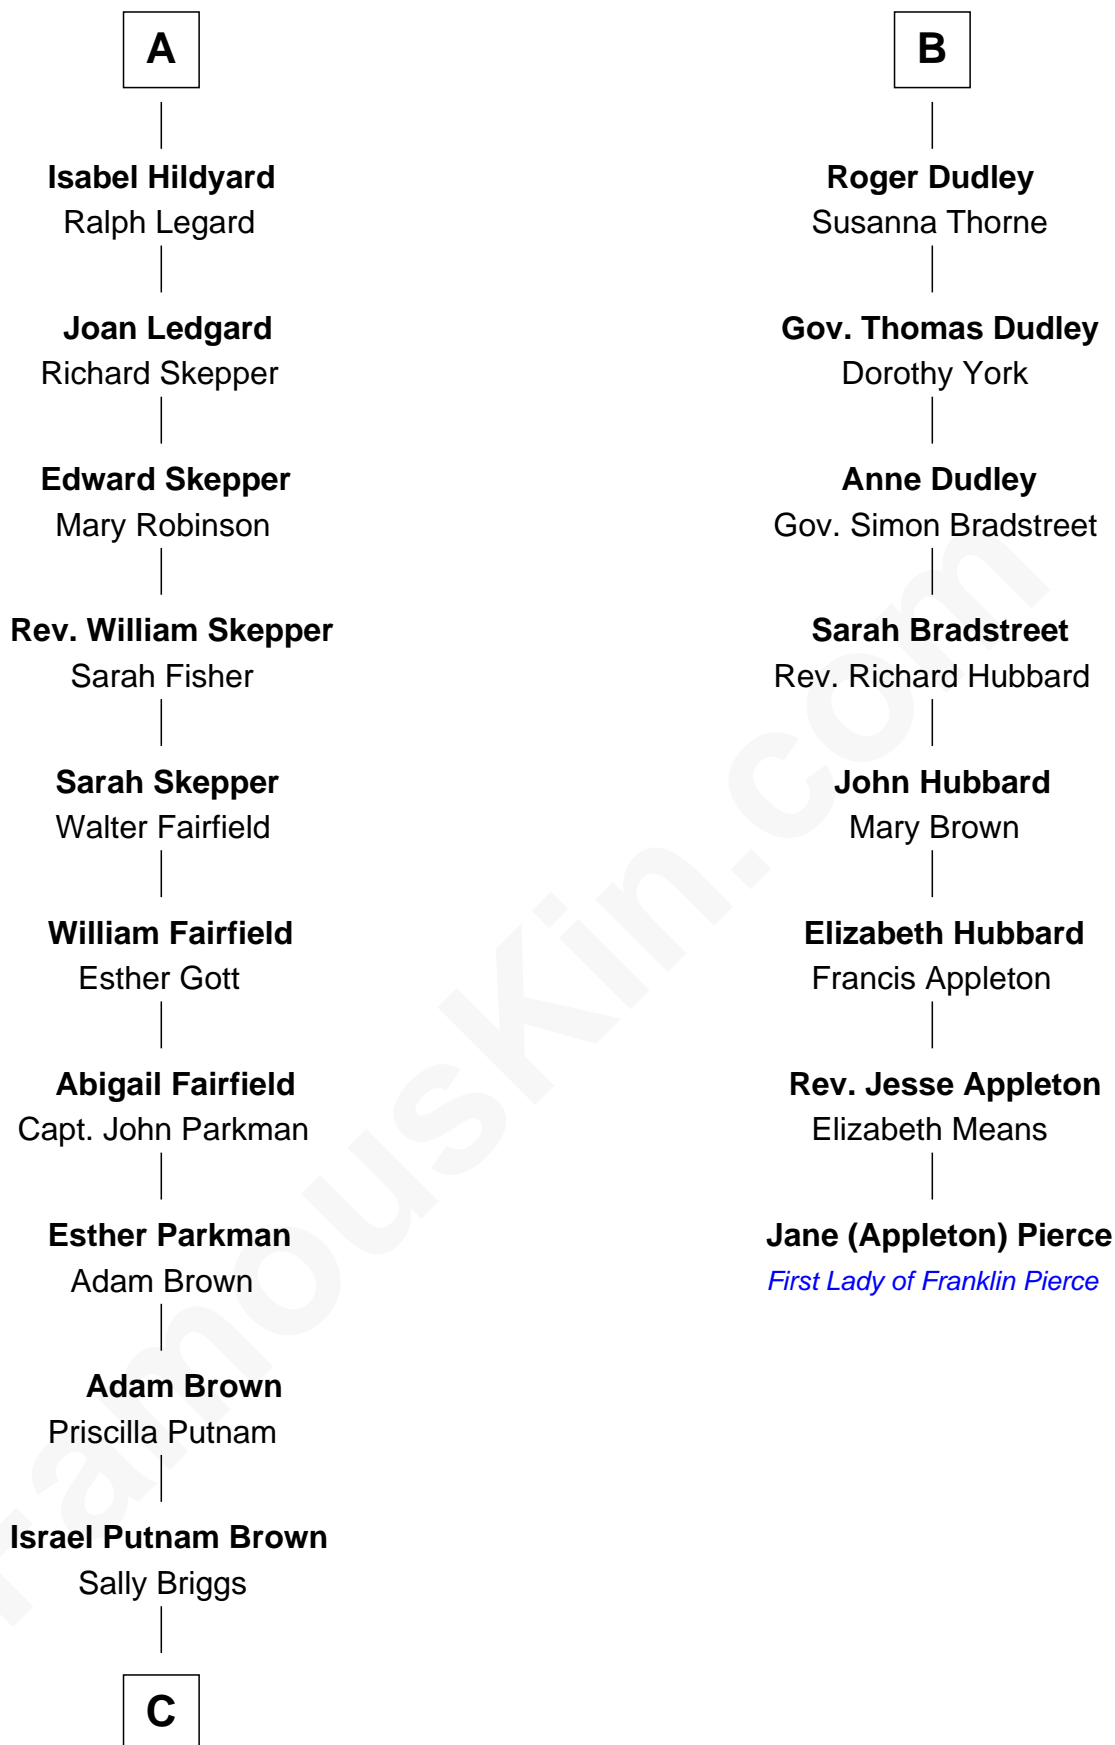 A
Isabel Hildyard
Ralph Legard
Joan Ledgard
Richard Skepper
Edward Skepper
Mary Robinson
Rev. William Skepper
Sarah Fisher
Sarah Skepper
Walter Fairfield
William Fairfield
Esther Gott
Abigail Fairfield
Capt. John Parkman
Esther Parkman
Adam Brown
Adam Brown
Priscilla Putnam
Israel Putnam Brown
Sally Briggs
C
B
Roger Dudley
Susanna Thorne
Gov. Thomas Dudley
Dorothy York
Anne Dudley
Gov. Simon Bradstreet
Sarah Bradstreet
Rev. Richard Hubbard
John Hubbard
Mary Brown
Elizabeth Hubbard
Francis Appleton
Rev. Jesse Appleton
Elizabeth Means
Jane (Appleton) Pierce
First Lady of Franklin Pierce
FamousKin.com